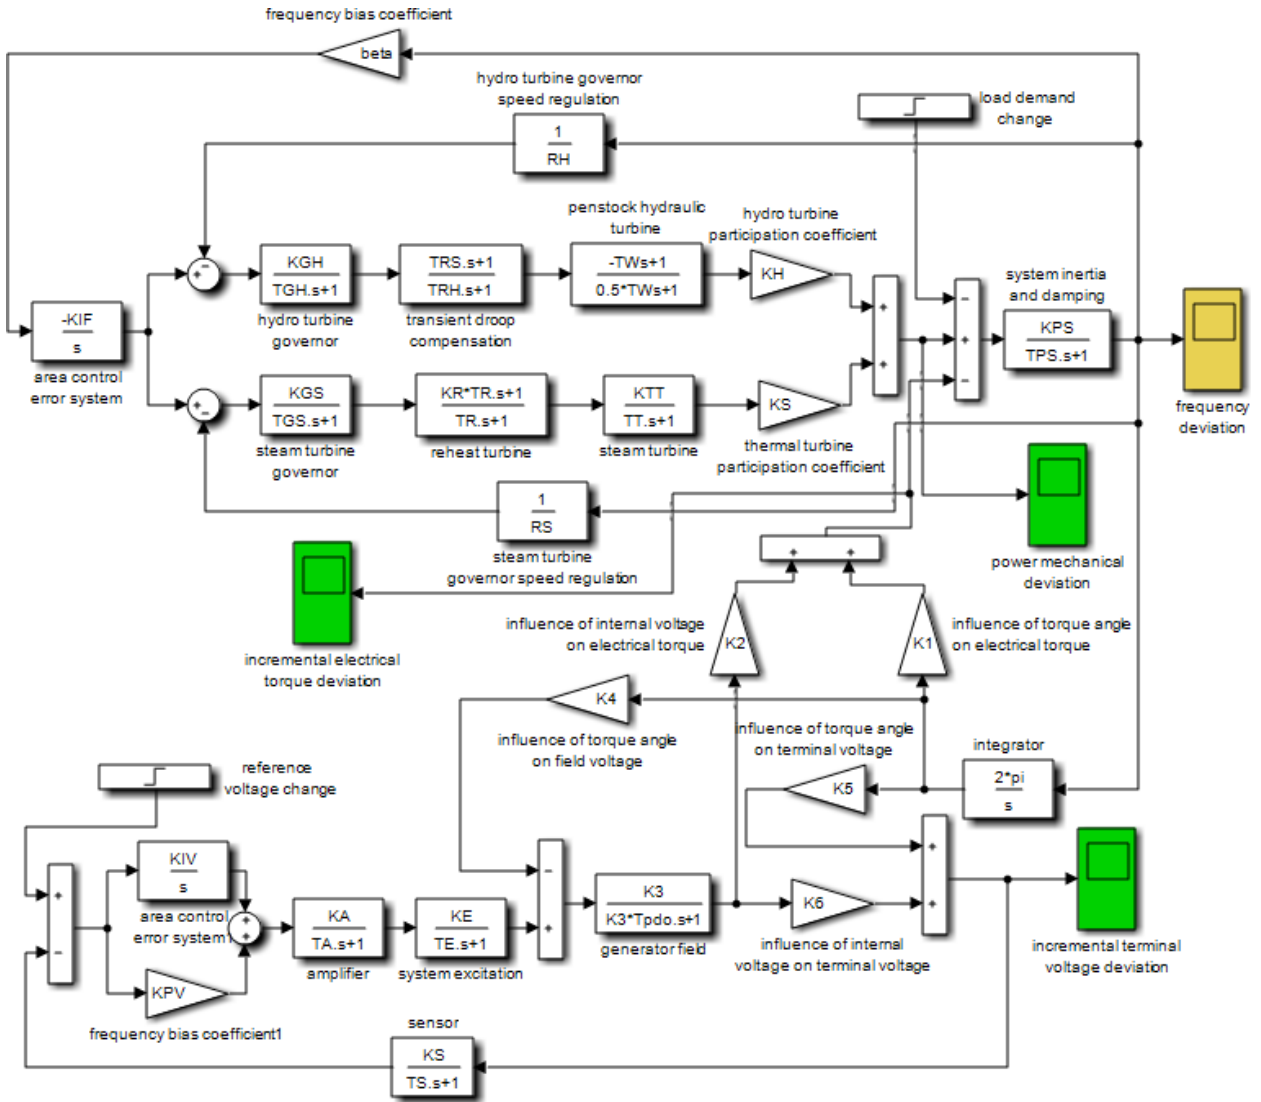 frequency bias coefficient
beta
hydro turbine governor
speed regulation
1
RH
load demand
change
penstock hydraulic
turbine
hydro turbine
participation coefficient
KGH
TGH.s+1
hydro turbine
governor
TRS.s+1
TRH.s+1
transient droop
compensation
-TWs+1
0.5*TWs+1
KH
system inertia
and damping
KPS
TPS.s+1
frequency
deviation
-KIF
s
area control
error system
KGS
TGS.s+1
steam turbine
governor
KR*TR.s+1
TR.s+1
reheat turbine
KTT
TT.s+1
steam turbine
KS
thermal turbine
participation coefficient
1
RS
steam turbine
governor speed regulation
power mechanical
deviation
incremental electrical
torque deviation
influence of internal voltage
on electrical torque
K2
K1
influence of torque angle
on electrical torque
K4
influence of torque angle
on field voltage
influence of torque angle
on terminal voltage
K5
integrator
2*pi
s
reference
voltage change
KIV
s
area control
error system1
KPV
frequency bias coefficient1
KA
TA.s+1
amplifier
KE
TE.s+1
system excitation
K3
K3*Tpdo.s+1
generator field
K6
influence of internal
voltage on terminal voltage
incremental terminal
voltage deviation
sensor
KS
TS.s+1